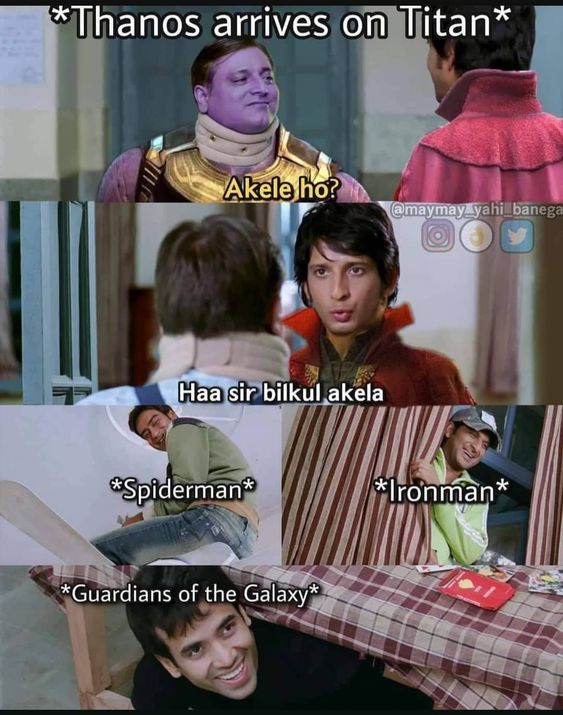 *Thanos arrives on Titan*
Akele ho?
@maymay_yahi_banega
Haa sir bilkul akela
*Spiderman*
*Ironman*
*Guardians of the Galaxy*